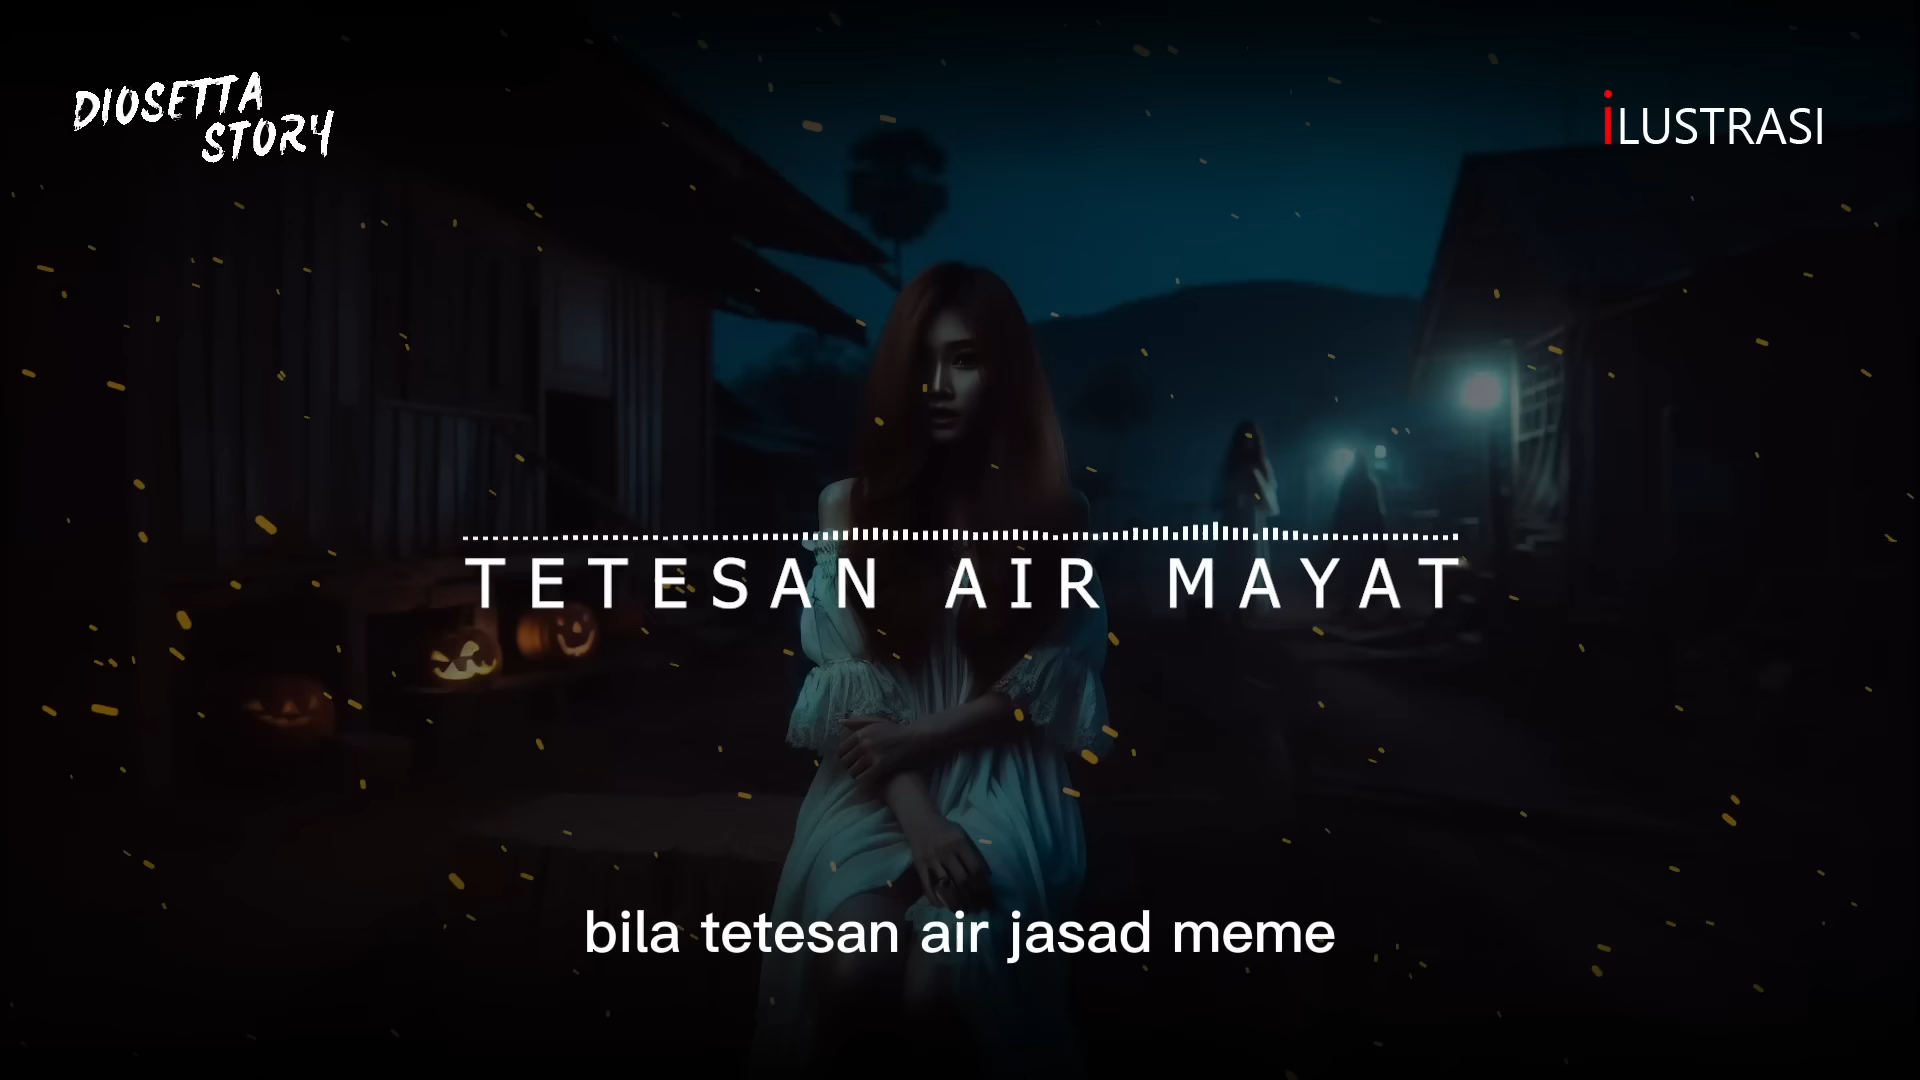 DIOSETTA
STORY
iLUSTRASI
TETESAN AIR MAYAT
bila tetesan air jasad meme